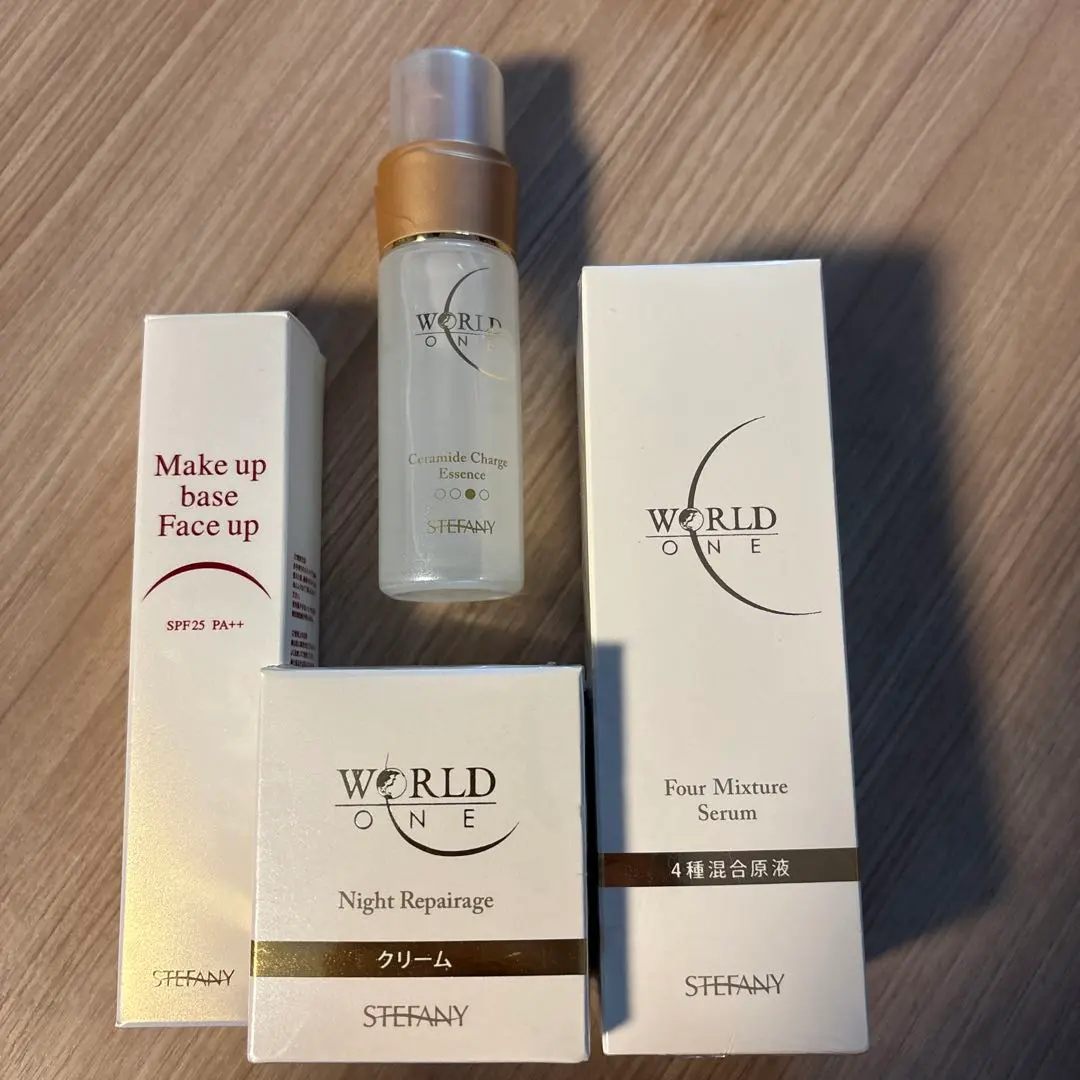 Make up
base
Face up
SPF25 PA++
STEFANY
WORLD
ONE
Ceramide Charge
Essence
STEFANY
WORLD
ONE
Night Repairage
クリーム
STEFANY
WORLD
ONE
Four Mixture
Serum
4種混合原液
STEFANY